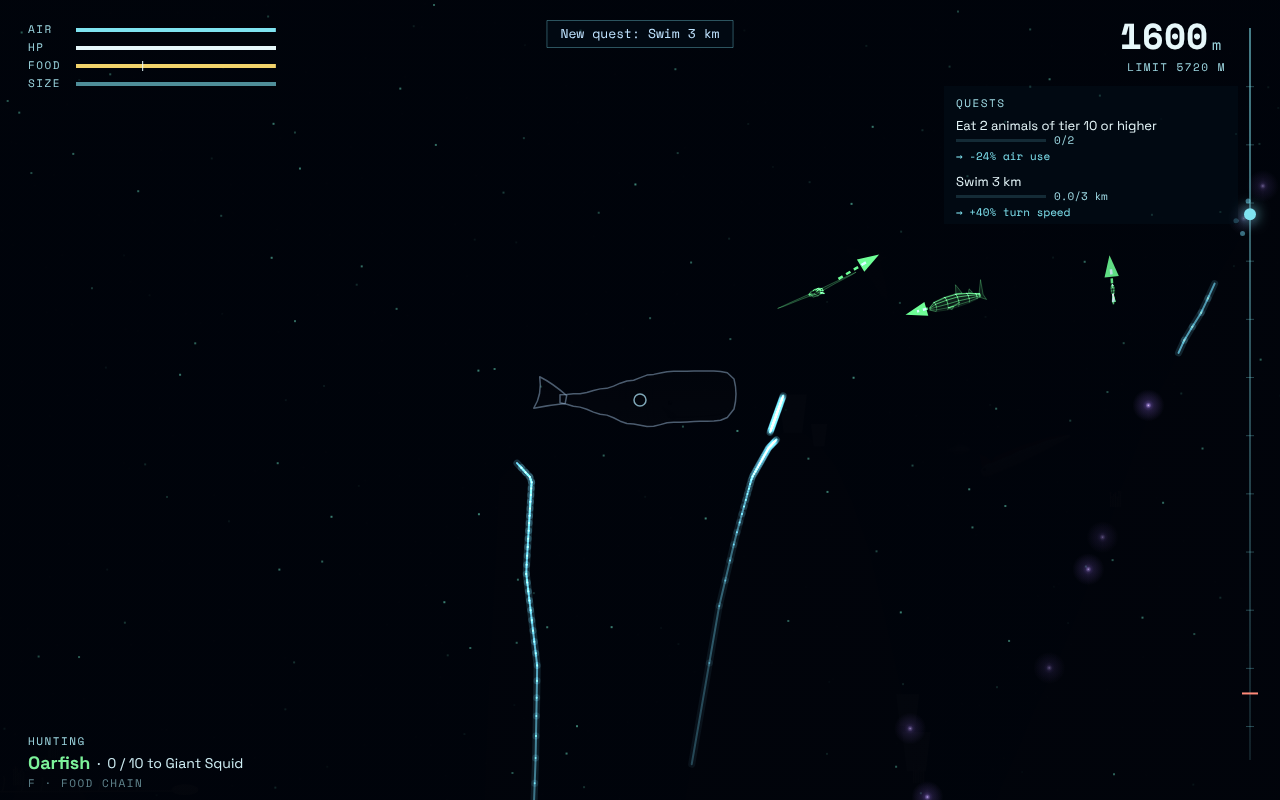 AIR
HP
FOOD
SIZE
New quest: Swim 3 km
1600 m
LIMIT 5720 M
QUESTS
Eat 2 animals of tier 10 or higher
0/2
→ -24% air use
Swim 3 km
0.0/3 km
→ +40% turn speed
HUNTING
Oarfish · 0 / 10 to Giant Squid
F · FOOD CHAIN